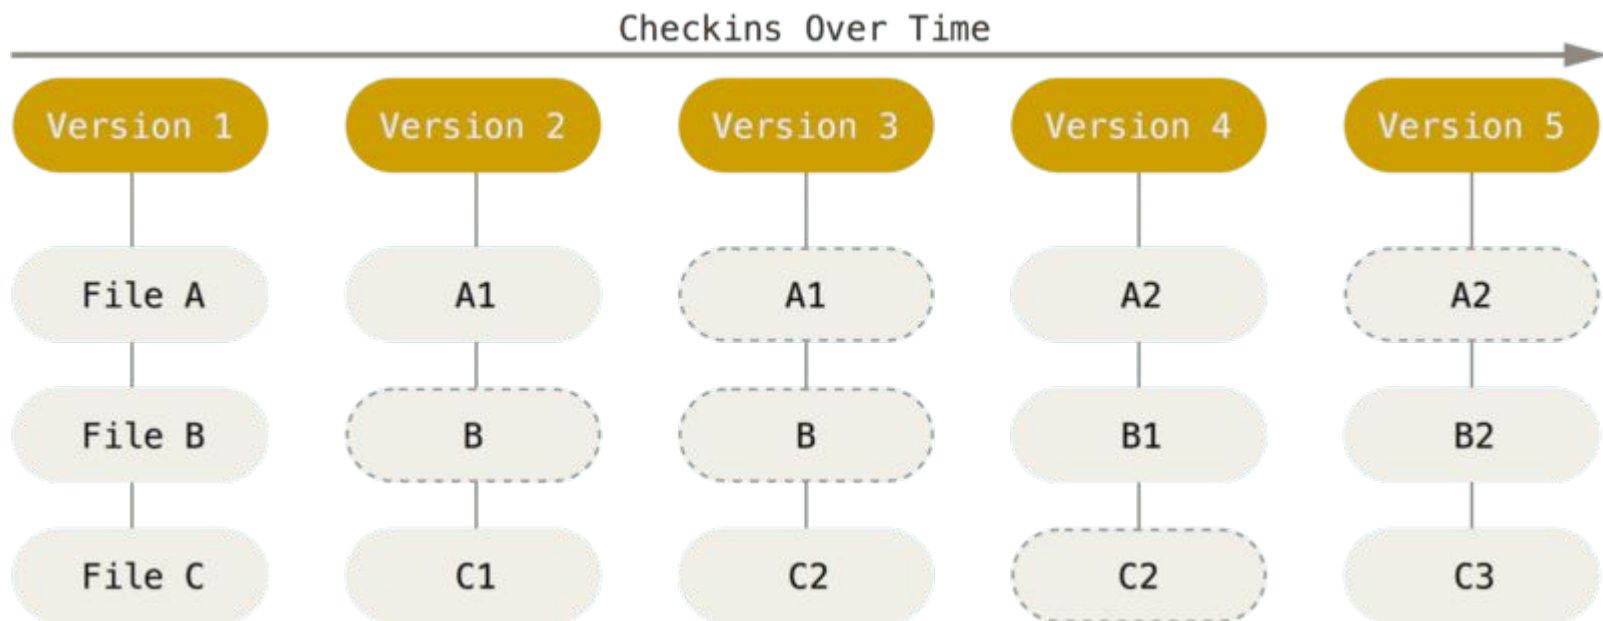 Checkins Over Time
Version 1 Version 2 Version 3 Version 4 Version 5
File A A1 A1 A2 A2
File B B B B1 B2
File C C1 C2 C2 C3